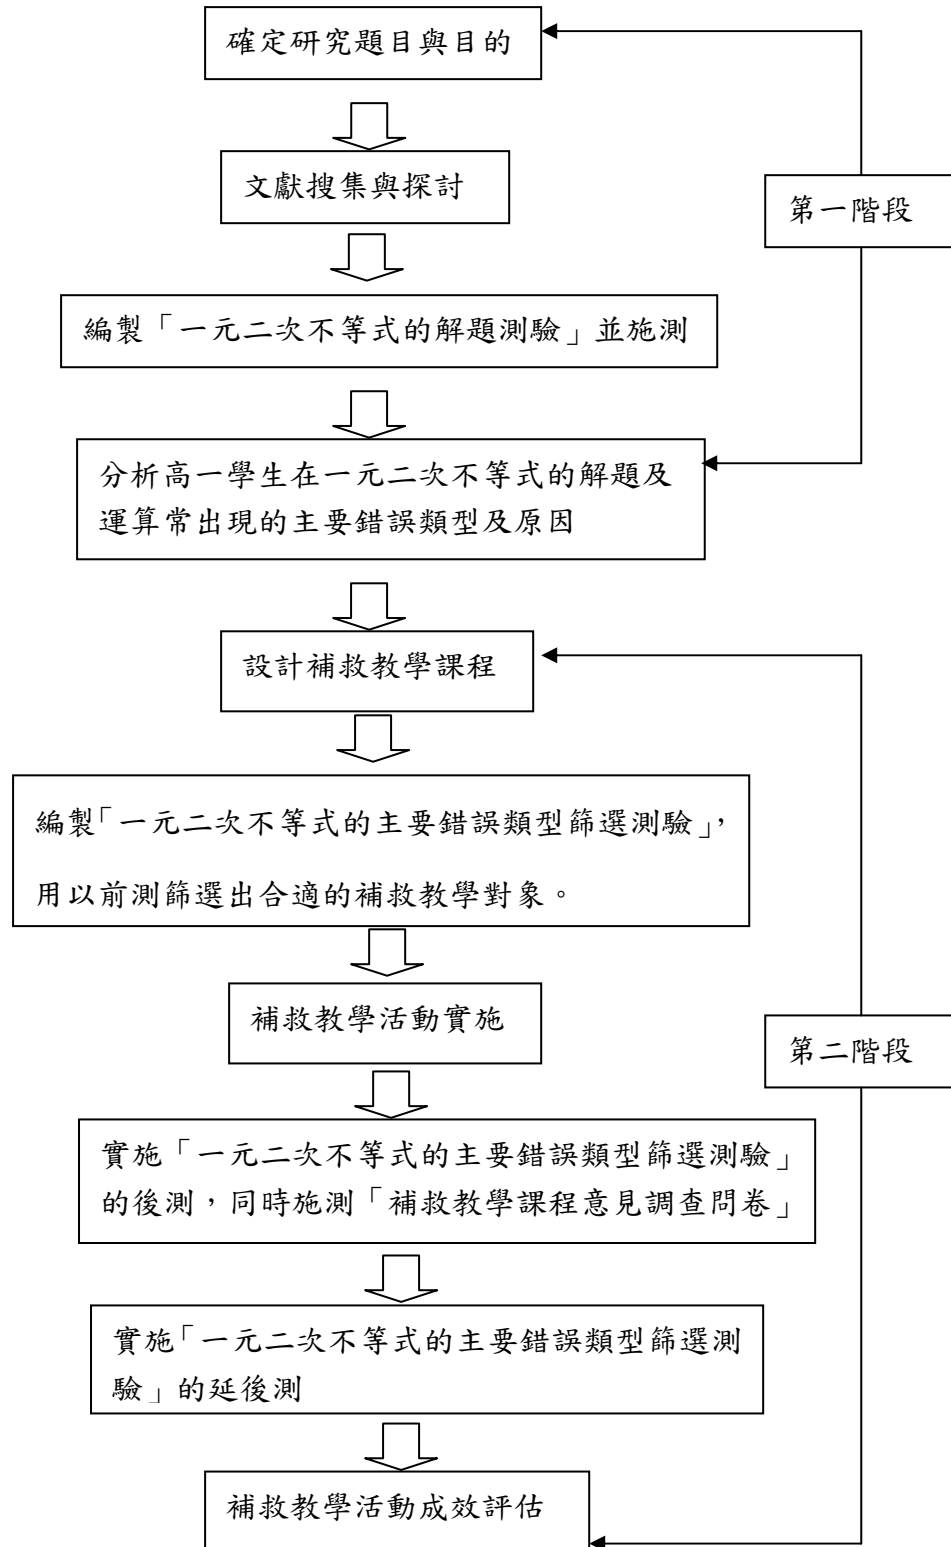 確定研究題目與目的
文獻搜集與探討
第一階段
編製「一元二次不等式的解題測驗」並施測
分析高一學生在一元二次不等式的解題及
運算常出現的主要錯誤類型及原因
設計補救教學課程
編製「一元二次不等式的主要錯誤類型篩選測驗」,
用以前測篩選出合適的補救教學對象。
補救教學活動實施
第二階段
實施「一元二次不等式的主要錯誤類型篩選測驗」
的後測,同時施測「補救教學課程意見調查問卷」
實施「一元二次不等式的主要錯誤類型篩選測
驗」的延後測
補救教學活動成效評估